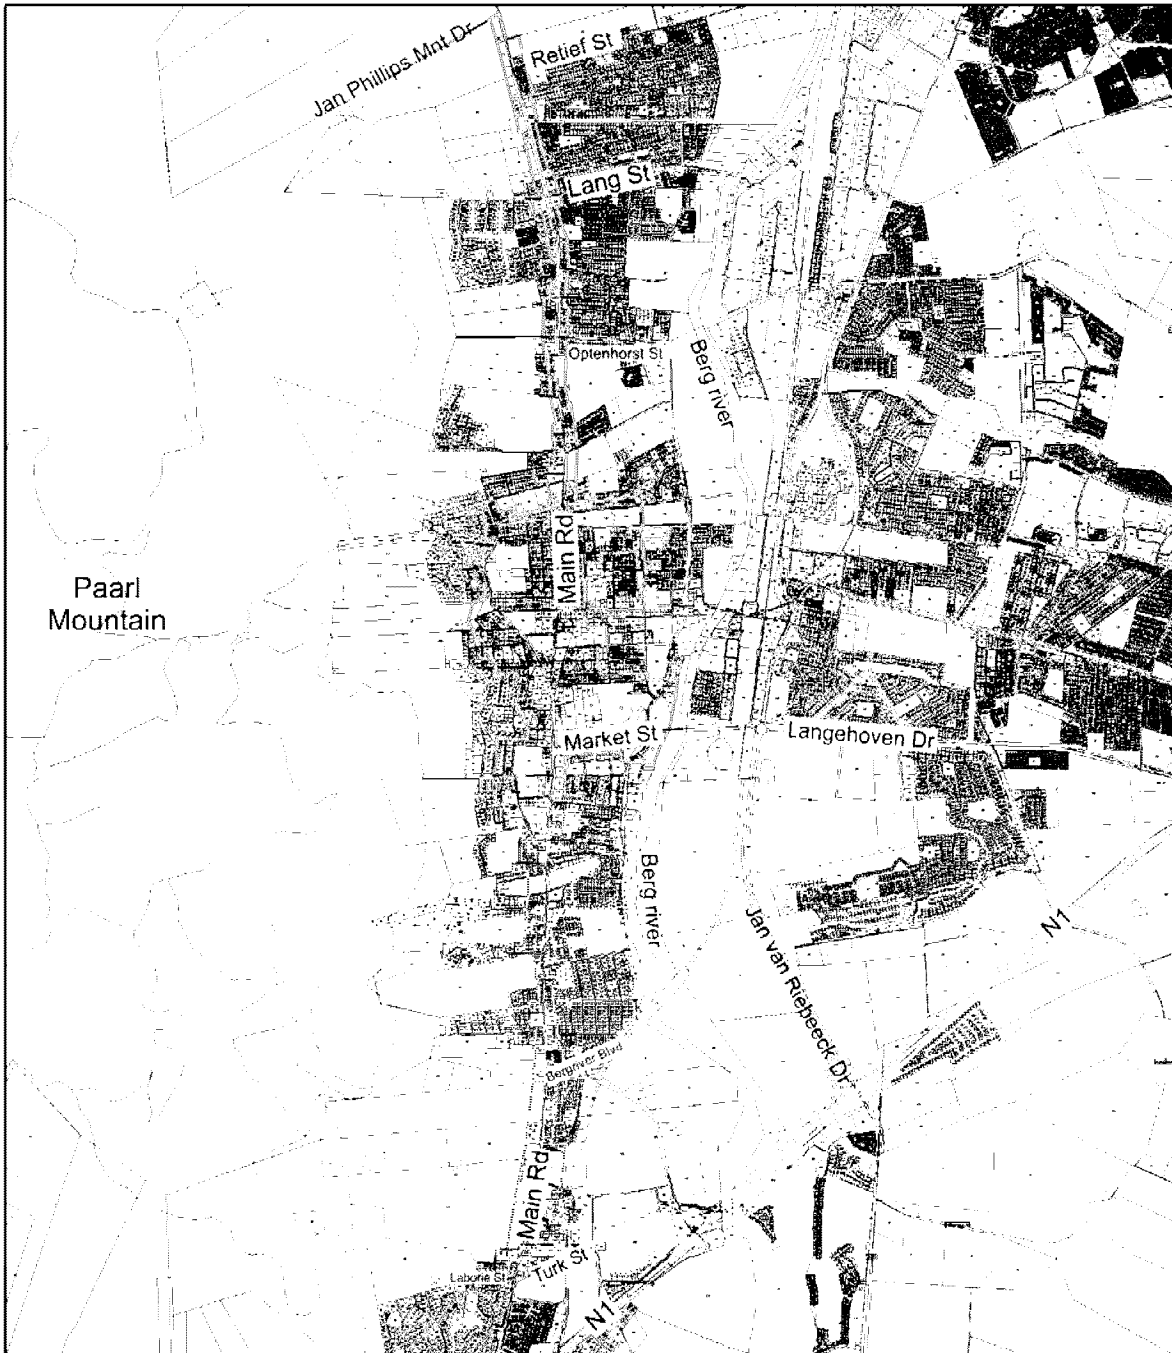 Jan Phillips Mnt Dr
Retief St
Lang St
Optenhorst St
Berg river
Main Rd
Paarl
Mountain
Market St
Langehoven Dr
Berg river
Jan van Riebeeck Dr
N1
Bergriver Blvd
Main Rd
Turk St
Laborie St
N1